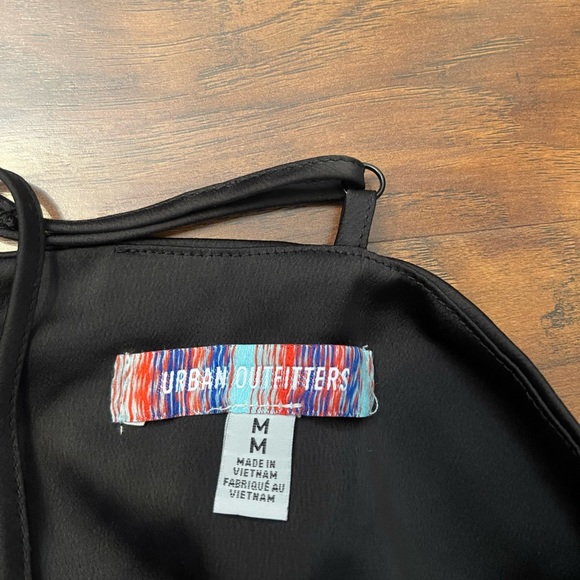 URBAN OUTFITTERS
M
M
MADE IN
VIETNAM
FABRIQUÉ AU
VIETNAM